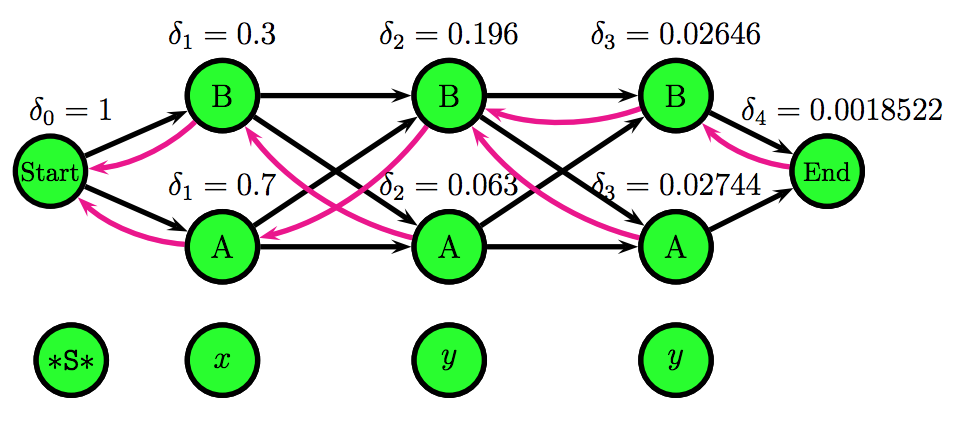 δ₁ = 0.3 δ₂ = 0.196 δ₃ = 0.02646
B B B
δ₀ = 1 δ₄ = 0.0018522
Start End
δ₁ = 0.7 δ₂ = 0.063 δ₃ = 0.02744
A A A
*S* x y y